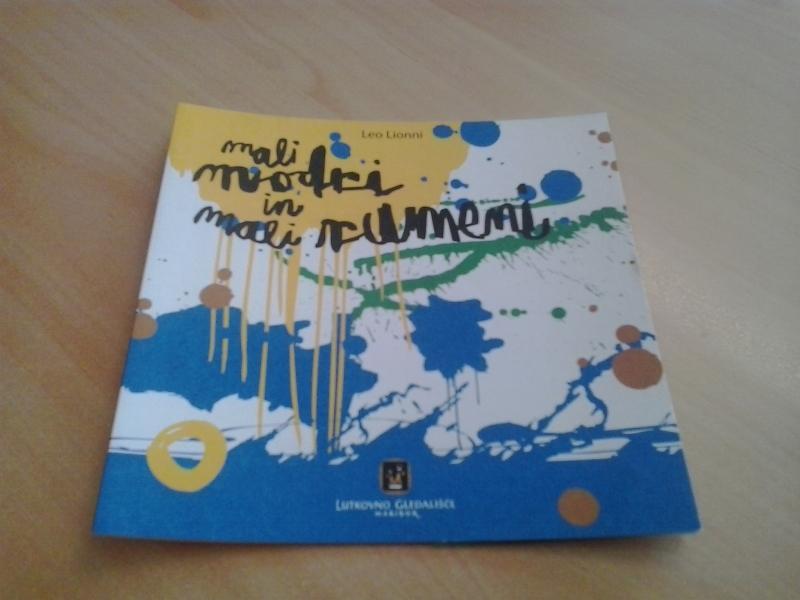 Leo Lionni
mali
modri
in
mali rumeni
LUTKOVNO GLEDALIŠČE
MARIBOR